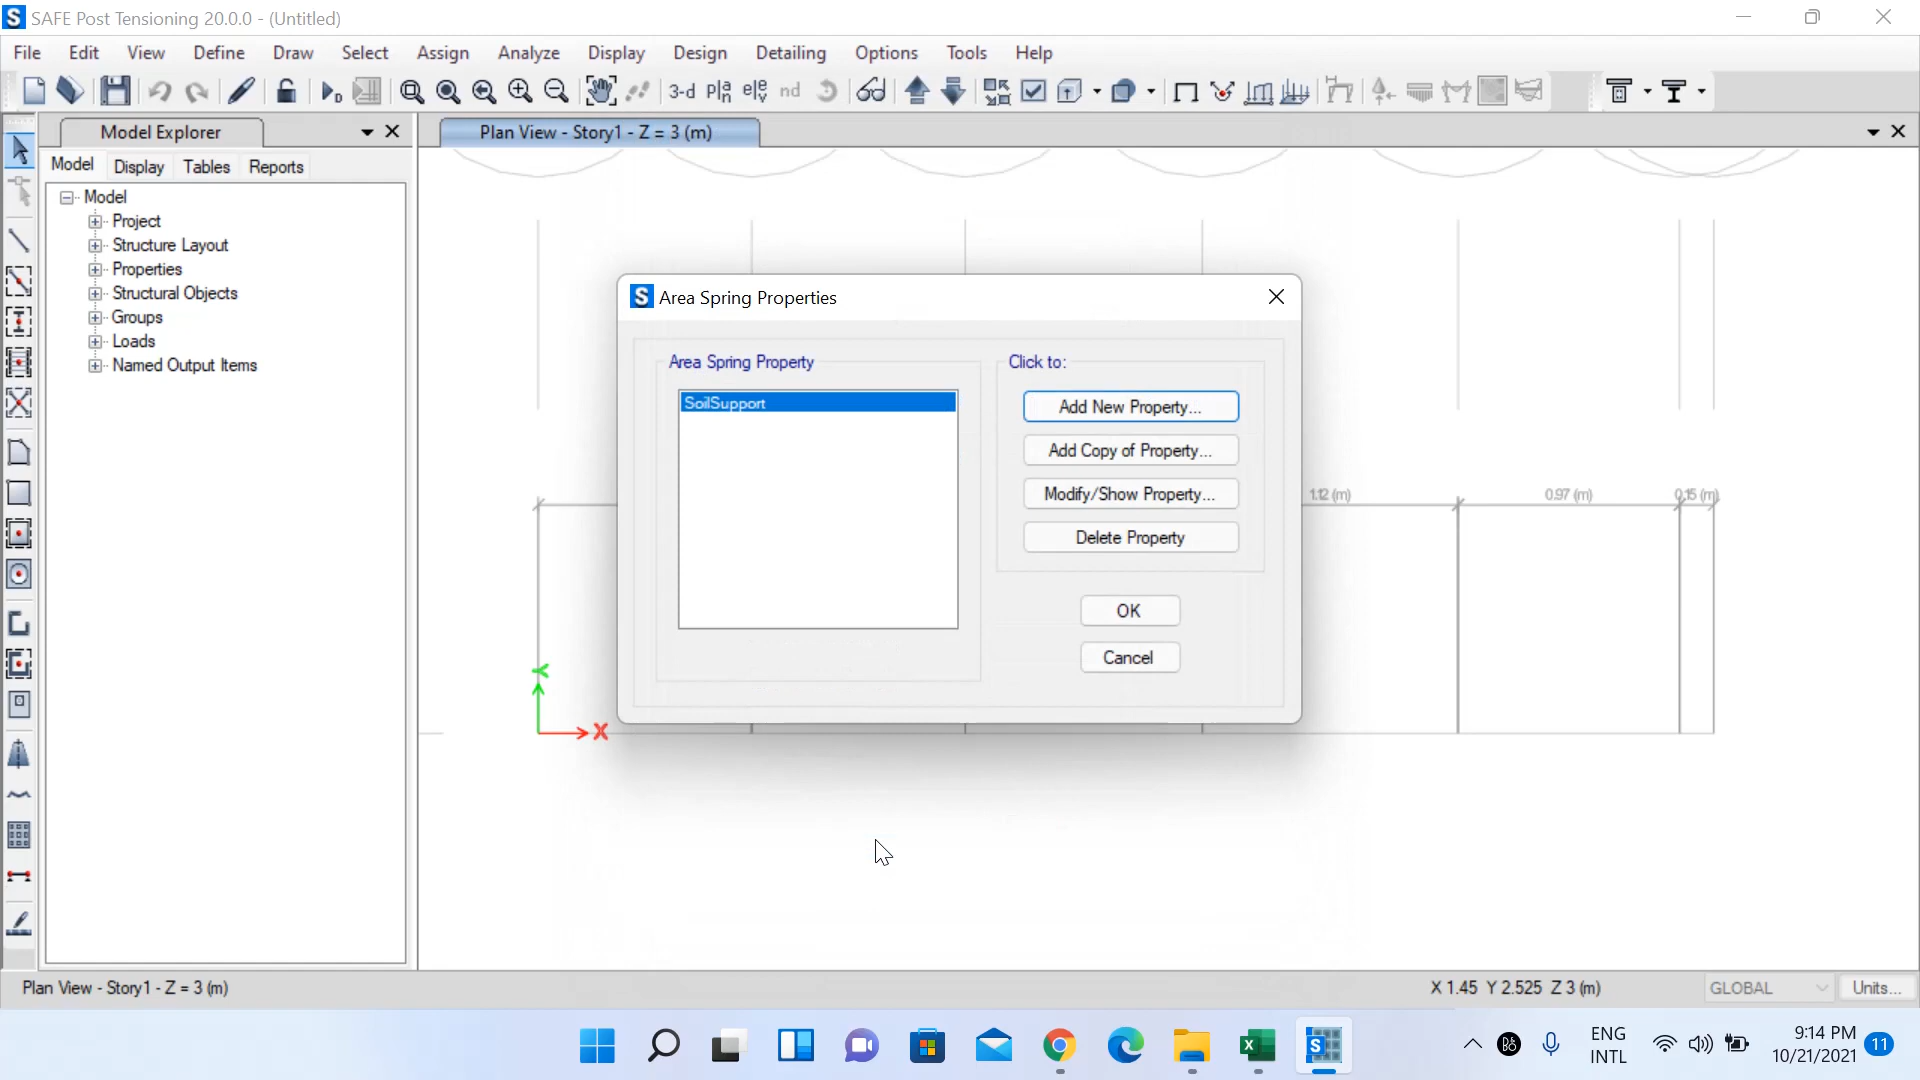 SAFE Post Tensioning 20.0.0 - (Untitled)
File Edit View Define Draw Select Assign Analyze Display Design Detailing Options Tools Help
3-d pla n ele v nd
Model Explorer
Plan View - Story1 - Z = 3 (m)
Model Display Tables Reports
Model
Project
Structure Layout
Properties
Structural Objects
Groups
Loads
Named Output Items
Area Spring Properties
Area Spring Property
SoilSupport
Click to:
Add New Property...
Add Copy of Property...
Modify/Show Property...
Delete Property
OK
Cancel
1.12 (m)
0.97 (m)
0.15 (m)
Y
X
Plan View - Story1 - Z = 3 (m)
X 1.45 Y 2.525 Z 3 (m)
GLOBAL
Units...
ENG
INTL
9:14 PM
10/21/2021
11